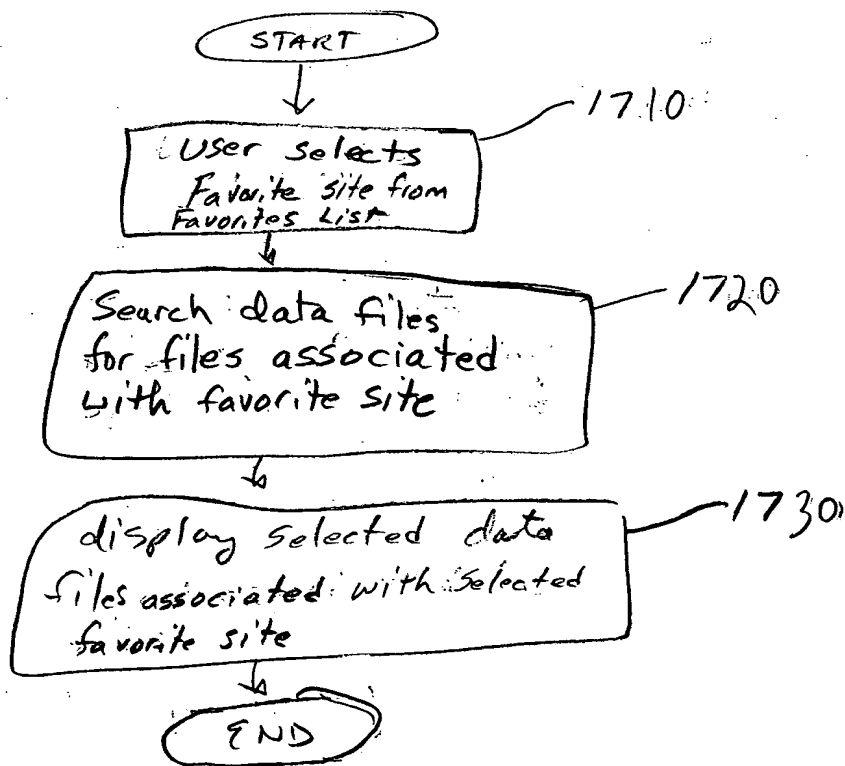 START
1710
User selects
Favorite site from
Favorites List
1720
Search data files
for files associated
with favorite site
1730
display selected data
files associated with selected
favorite site
END